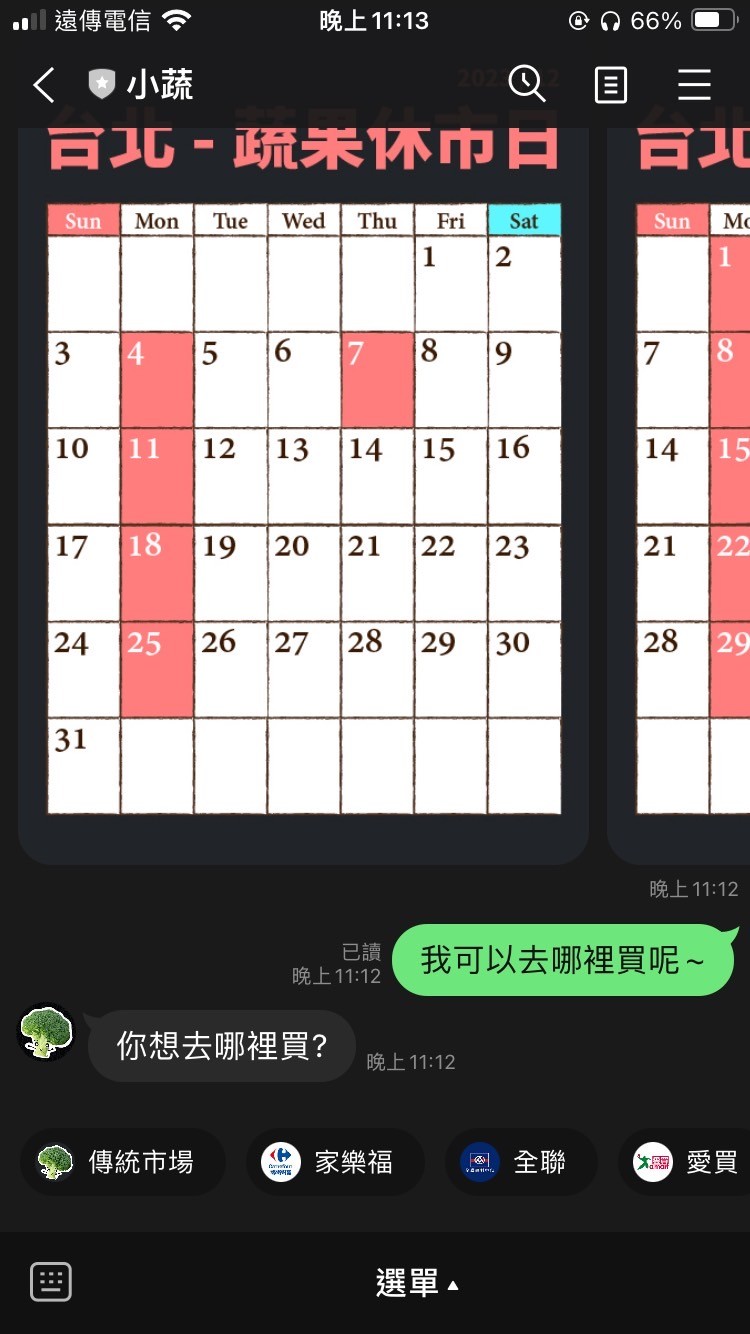 遠傳電信 晚上11:13 66%
小蔬
台北 - 蔬果休市日 台北
Sun Mon Tue Wed Thu Fri Sat Sun
1 2 1
3 4 5 6 7 8 9 7 8
10 11 12 13 14 15 16 14 15
17 18 19 20 21 22 23 21 22
24 25 26 27 28 29 30 28 29
31
晚上11:12
我可以去哪裡買呢~
已讀
晚上11:12
你想去哪裡買?
晚上11:12
傳統市場 家樂福 全聯 愛買
選單▲